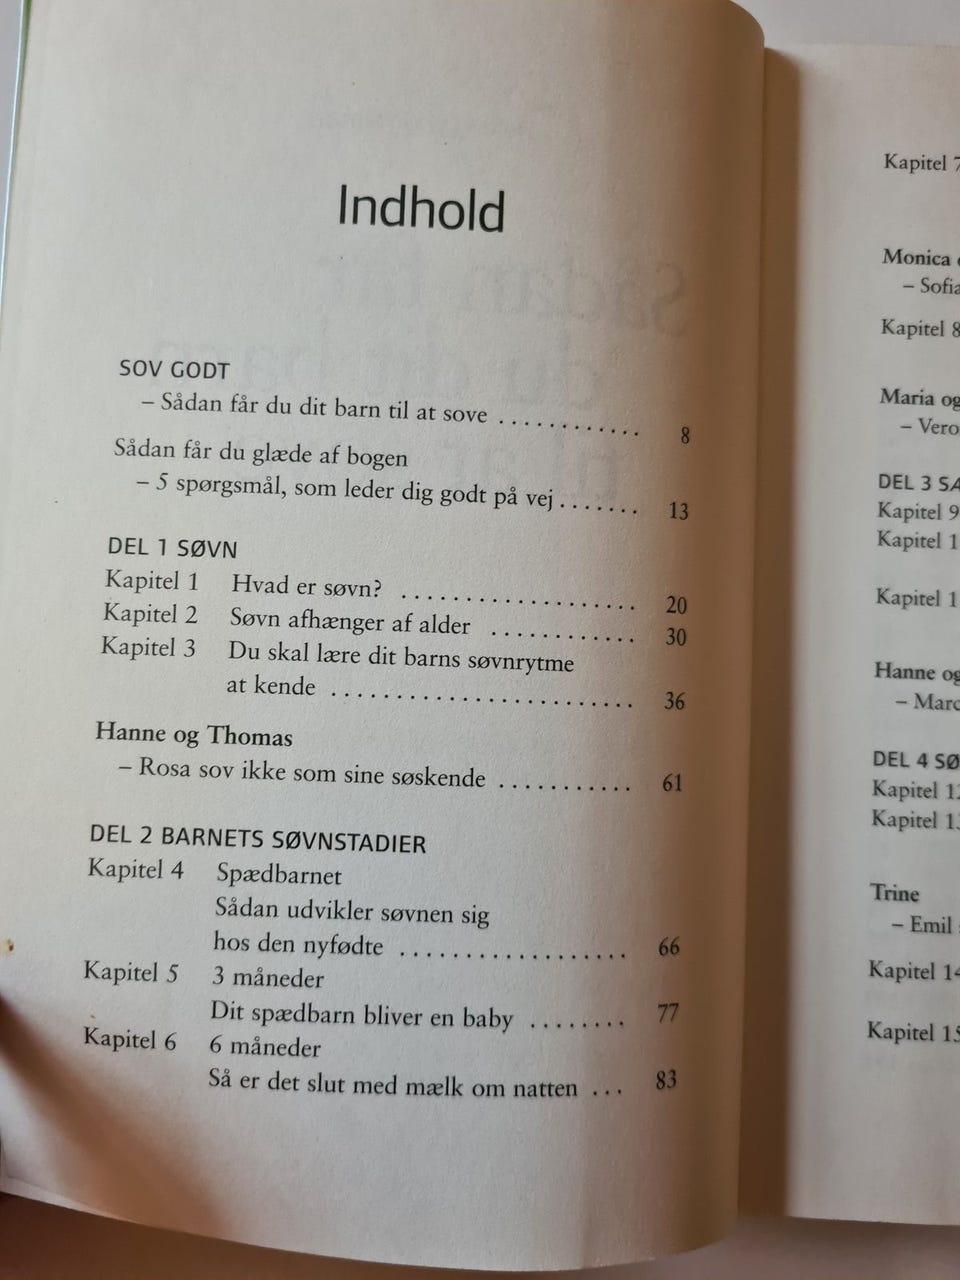 Indhold
SOV GODT
– Sådan får du dit barn til at sove ............ 8
Sådan får du glæde af bogen
– 5 spørgsmål, som leder dig godt på vej ....... 13
DEL 1 SØVN
Kapitel 1 Hvad er søvn? ................... 20
Kapitel 2 Søvn afhænger af alder ............ 30
Kapitel 3 Du skal lære dit barns søvnrytme
at kende ........................ 36
Hanne og Thomas
– Rosa sov ikke som sine søskende ........... 61
DEL 2 BARNETS SØVNSTADIER
Kapitel 4 Spædbarnet
Sådan udvikler søvnen sig
hos den nyfødte .................. 66
Kapitel 5 3 måneder
Dit spædbarn bliver en baby ........ 77
Kapitel 6 6 måneder
Så er det slut med mælk om natten ... 83
Kapitel 7
Monica
– Sofia
Kapitel 8
Maria og
– Vero
DEL 3
Kapitel 9
Kapitel 1
Kapitel 1
Hanne og
– Marc
DEL 4 SØ
Kapitel 12
Kapitel 13
Trine
– Emil
Kapitel 14
Kapitel 15